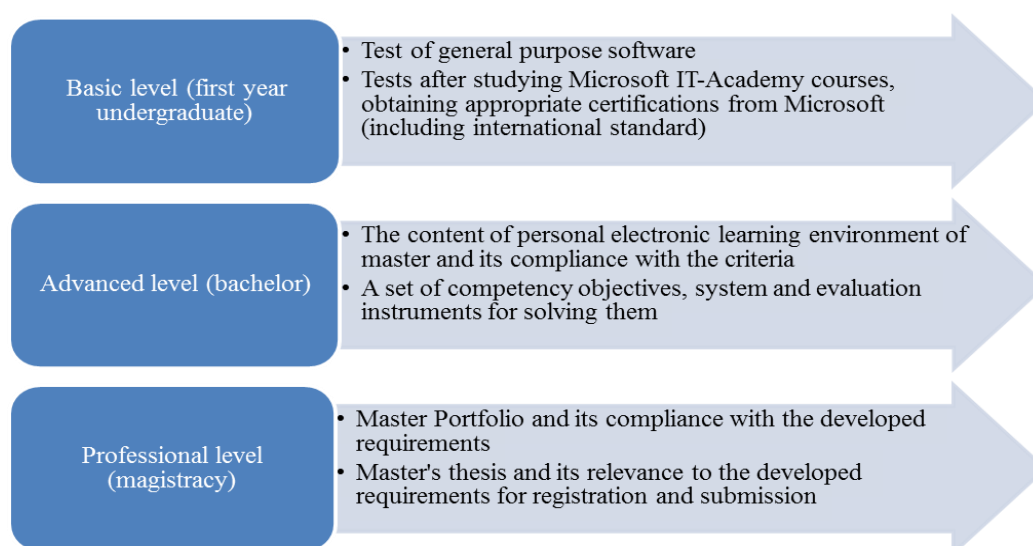 Basic level (first year
undergraduate)
• Test of general purpose software
• Tests after studying Microsoft IT-Academy courses,
obtaining appropriate certifications from Microsoft
(including international standard)
Advanced level (bachelor)
• The content of personal electronic learning environment of
master and its compliance with the criteria
• A set of competency objectives, system and evaluation
instruments for solving them
Professional level
(magistracy)
• Master Portfolio and its compliance with the developed
requirements
• Master's thesis and its relevance to the developed
requirements for registration and submission